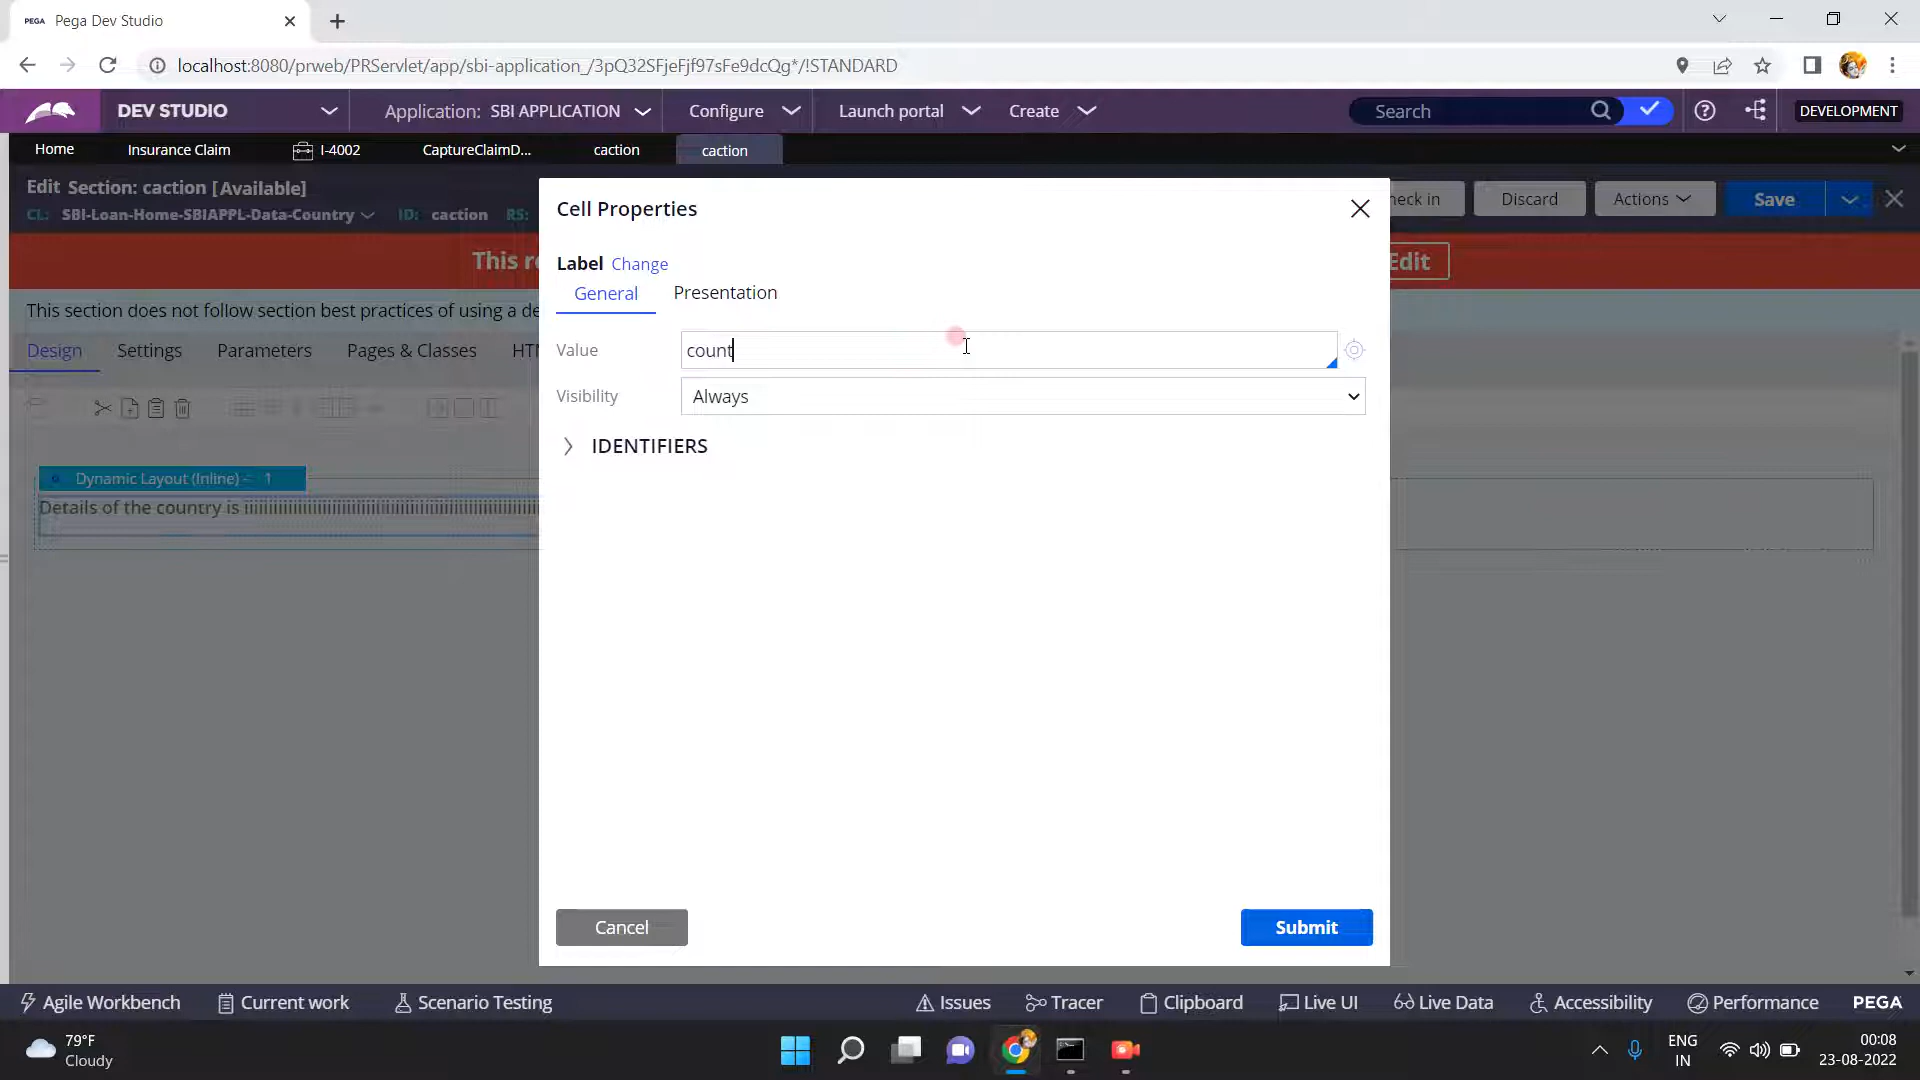 PEGA Pega Dev Studio
localhost:8080/prweb/PRServlet/app/sbi-application_/3pQ32SFjeFjf97sFe9dcQg*/!STANDARD
DEV STUDIO Application: SBI APPLICATION Configure Launch portal Create Search DEVELOPMENT
Home Insurance Claim I-4002 CaptureClaimD... caction caction
Edit Section: caction [Available] heck in Discard Actions Save
CL: SBI-Loan-Home-SBIAPPL-Data-Country ID: caction RS:
Cell Properties
This re Edit
Label Change
General Presentation
This section does not follow section best practices of using a de
Design Settings Parameters Pages & Classes HT
Value count
Visibility Always
IDENTIFIERS
Dynamic Layout (Inline) - 1
Details of the country is
Cancel Submit
Agile Workbench Current work Scenario Testing Issues Tracer Clipboard Live UI Live Data Accessibility Performance PEGA
79°F
Cloudy
ENG
IN
00:08
23-08-2022